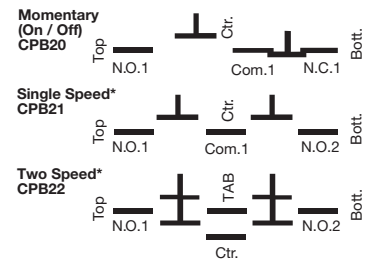 Momentary
(On / Off)
CPB20
Top
Ctr.
Bott.
N.O.1
Com.1
N.C.1
Single Speed*
CPB21
Top
Ctr.
Bott.
N.O.1
Com.1
N.O.2
Two Speed*
CPB22
Top
TAB
Bott.
N.O.1
N.O.2
Ctr.